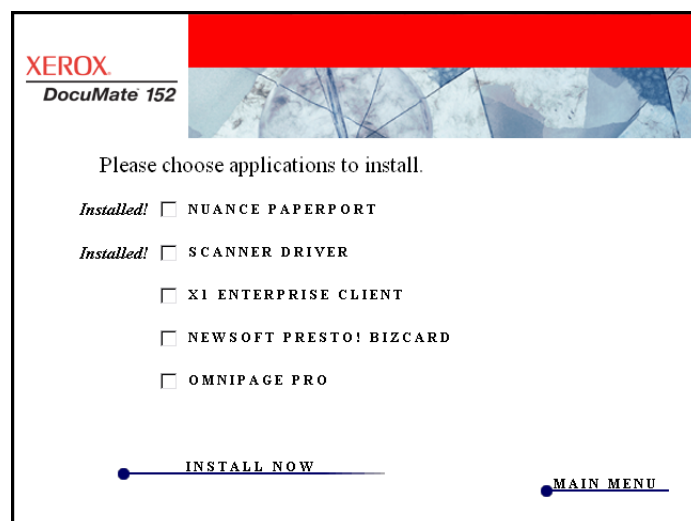 XEROX.
DocuMate 152
Please choose applications to install.
Installed! NUANCE PAPERPORT
Installed! SCANNER DRIVER
X1 ENTERPRISE CLIENT
NEWSOFT PRESTO! BIZCARD
OMNIPAGE PRO
INSTALL NOW
MAIN MENU